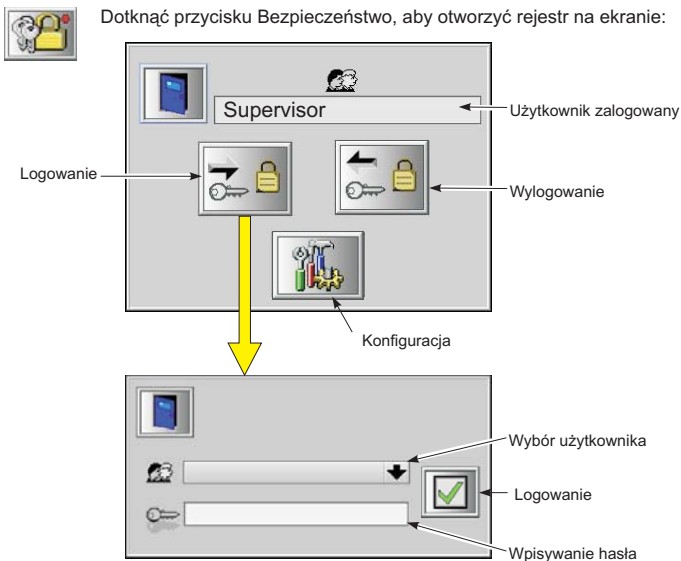 Dotknąć przycisku Bezpieczeństwo, aby otworzyć rejestr na ekranie:
Supervisor
Użytkownik zalogowany
Logowanie
Wylogowanie
Konfiguracja
Wybór użytkownika
Logowanie
Wpisywanie hasła